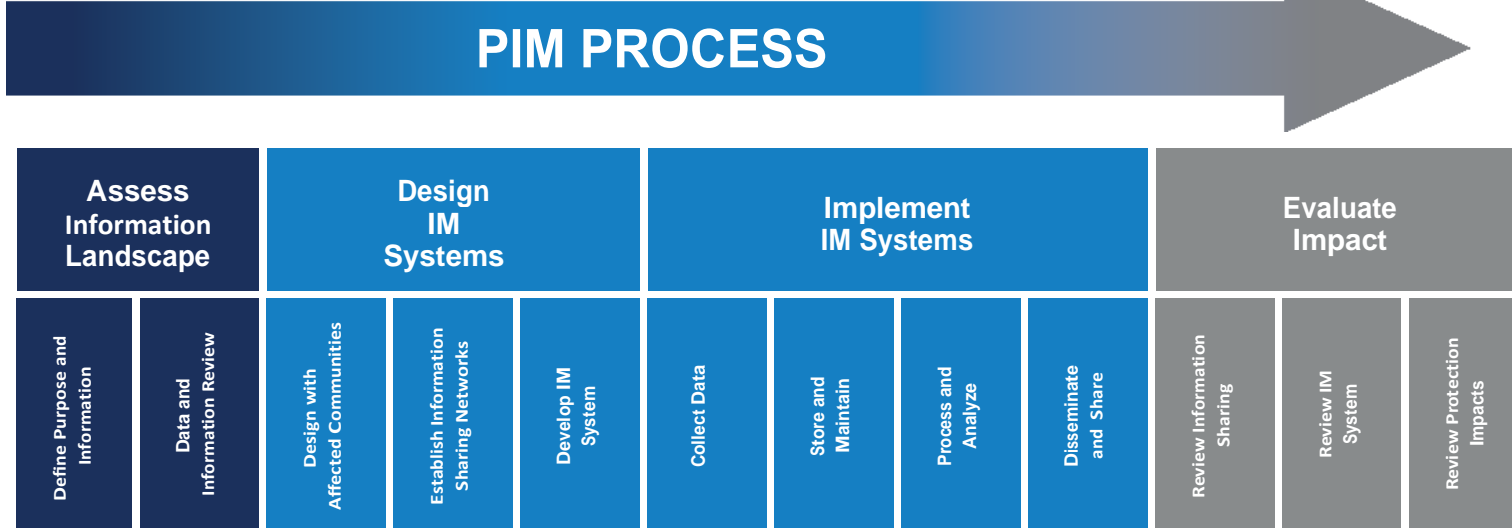 PIM PROCESS
Assess
Information
Landscape
Design
IM
Systems
Implement
IM Systems
Evaluate
Impact
Define Purpose and
Information
Data and
Information Review
Design with
Affected Communities
Establish Information
Sharing Networks
Develop IM
System
Collect Data
Store and
Maintain
Process and
Analyze
Disseminate
and Share
Review Information
Sharing
Review IM
System
Review Protection
Impacts